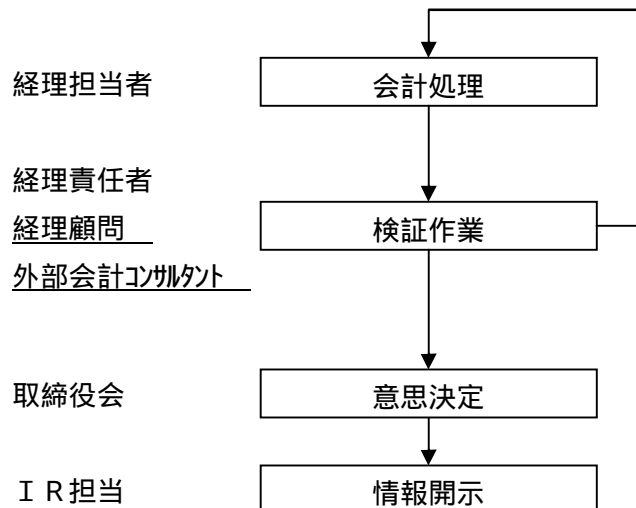 経理担当者
会計処理
経理責任者
経理顧問
検証作業
外部会計ｺﾝｻﾙﾀﾝﾄ
取締役会
意思決定
ＩＲ担当
情報開示